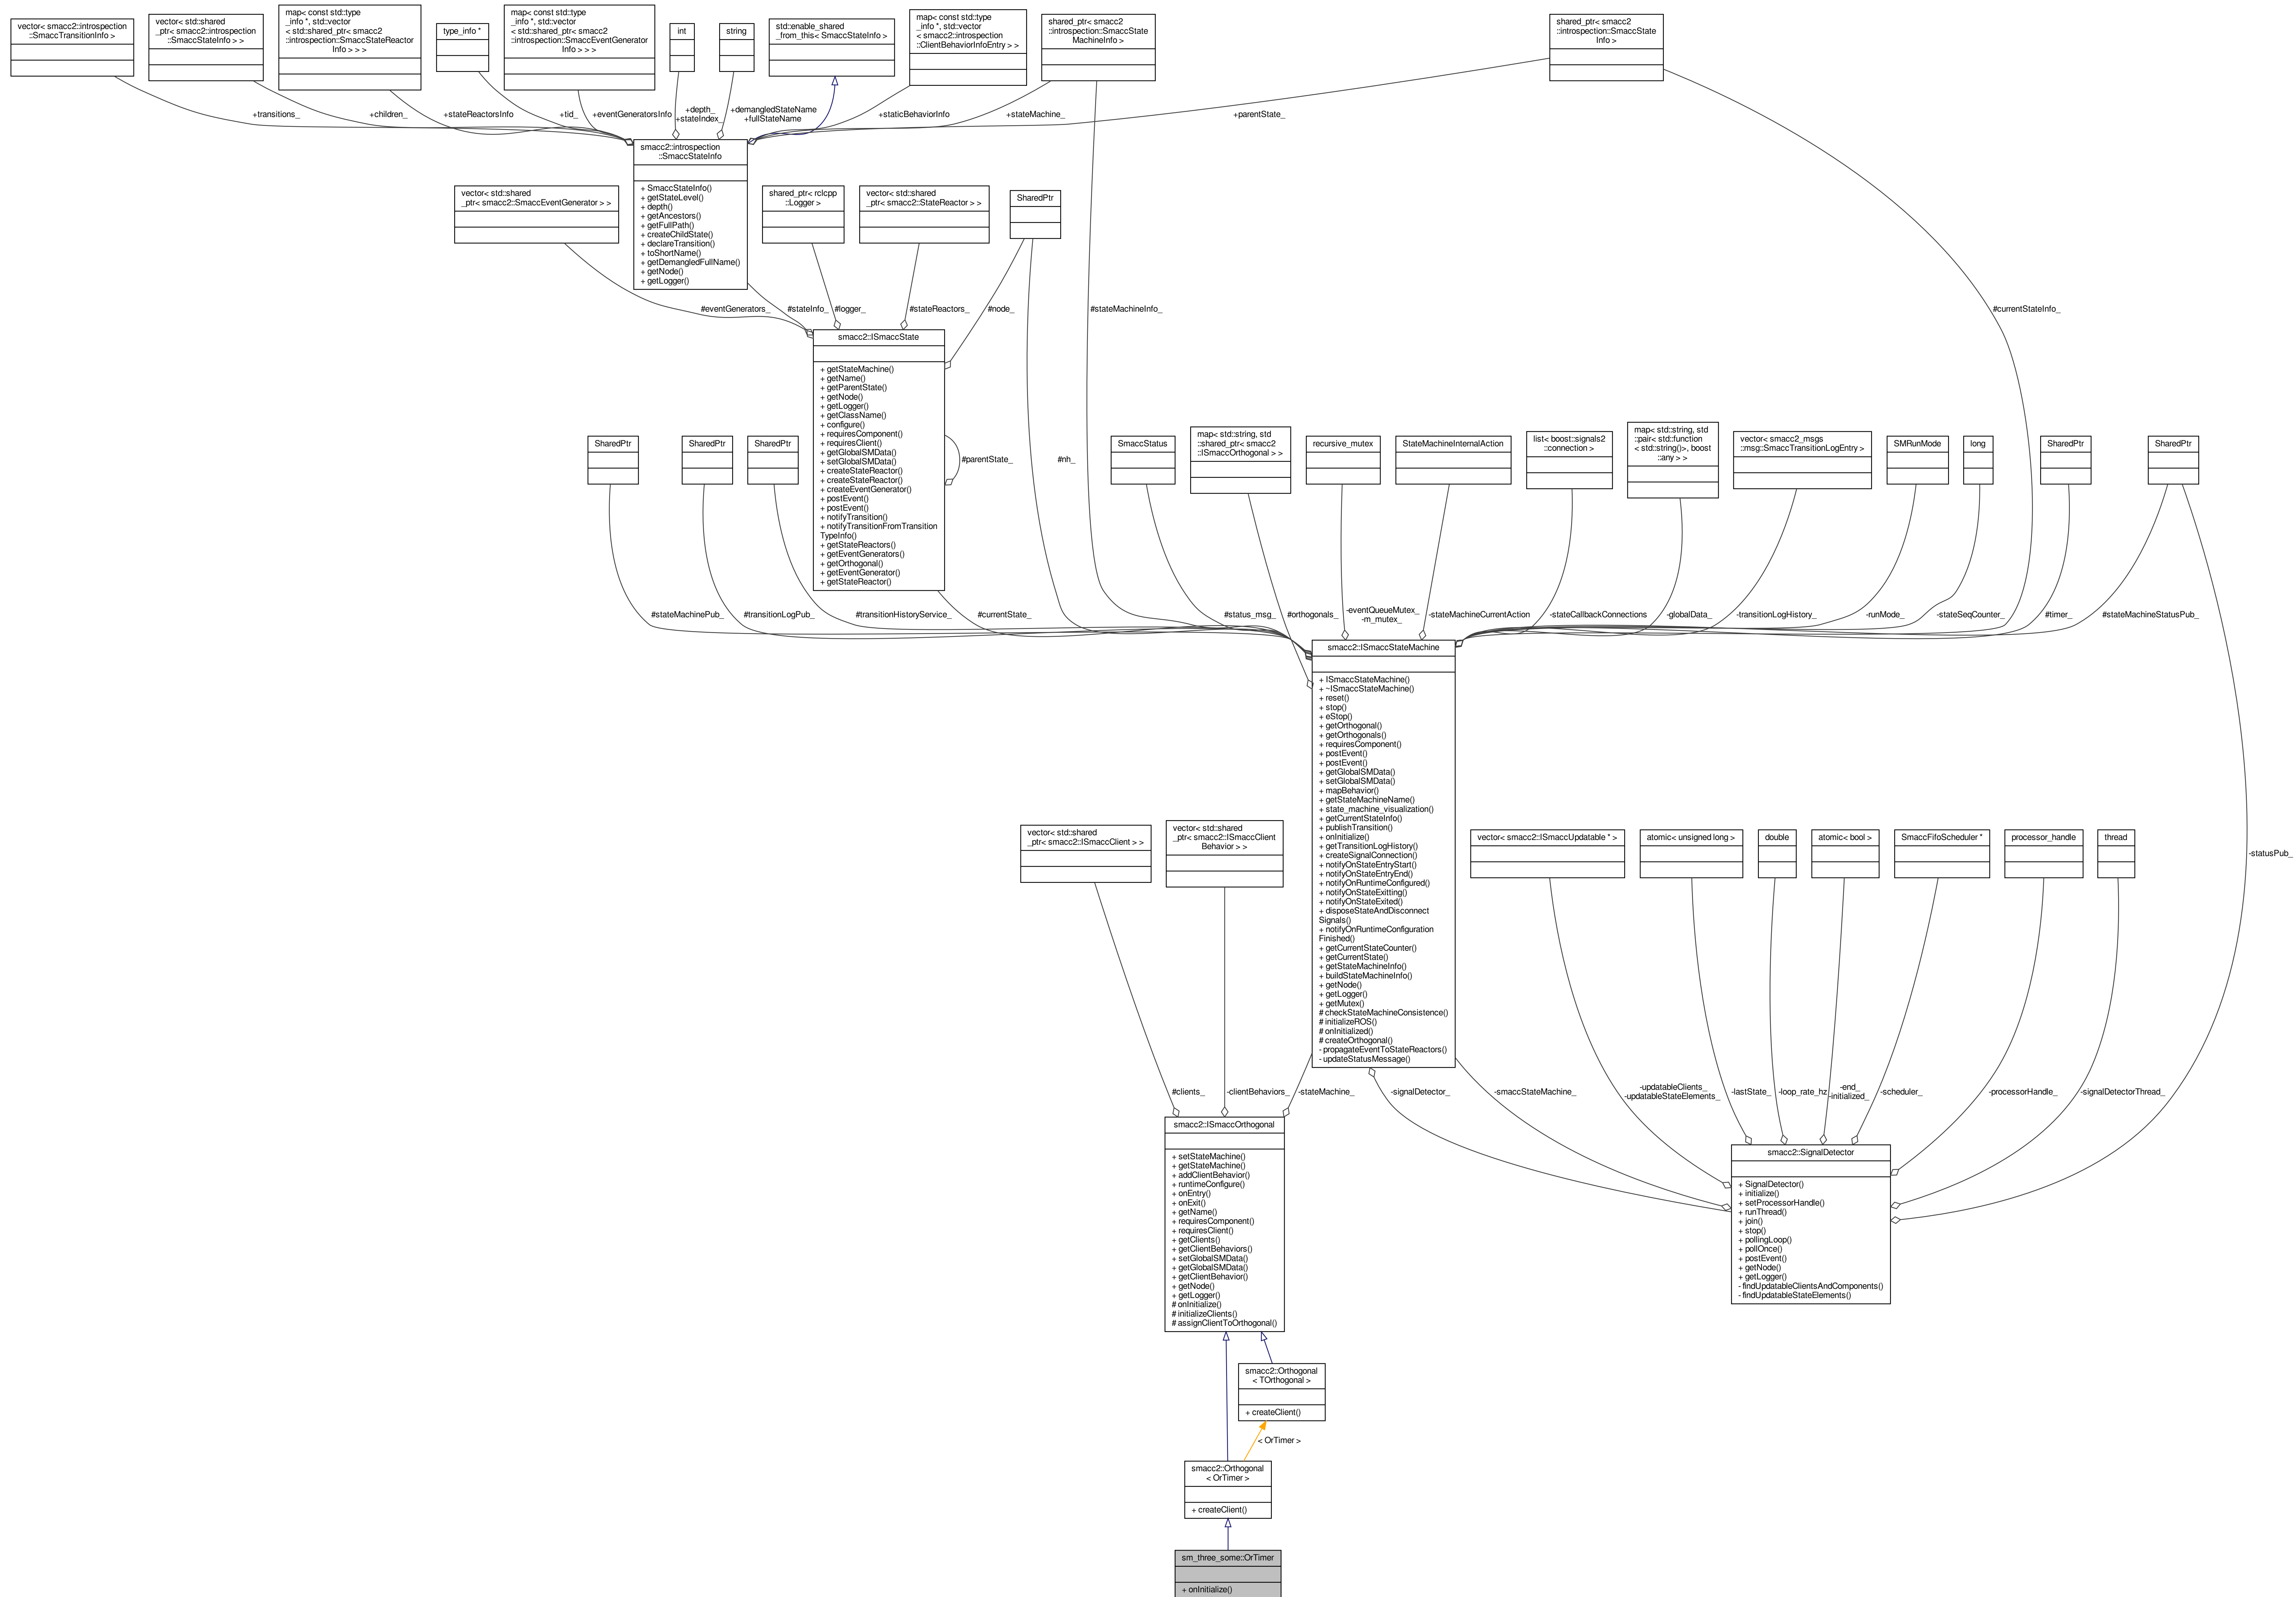 vector< smacc2::introspection
::SmaccTransitionInfo >
vector< std::shared
_ptr< smacc2::introspection
::SmaccStateInfo > >
map< const std::type
_info *, std::vector
< std::shared_ptr< smacc2
::introspection::SmaccStateReactor
Info > > >
type_info *
map< const std::type
_info *, std::vector
< std::shared_ptr< smacc2
::introspection::SmaccEventGenerator
Info > > >
int
string
std::enable_shared
_from_this< SmaccStateInfo >
map< const std::type
_info *, std::vector
< smacc2::introspection
::ClientBehaviorInfoEntry > >
shared_ptr< smacc2
::introspection::SmaccState
MachineInfo >
shared_ptr< smacc2
::introspection::SmaccState
Info >
+transitions_
+children_
+stateReactorsInfo
+tid_
+eventGeneratorsInfo
+depth_
+stateIndex_
+demangledStateName
+fullStateName
+staticBehaviorInfo
+stateMachine_
+parentState_
smacc2::introspection
::SmaccStateInfo
+ SmaccStateInfo()
+ getStateLevel()
+ depth()
+ getAncestors()
+ getFullPath()
+ createChildState()
+ declareTransition()
+ toShortName()
+ getDemangledFullName()
+ getNode()
+ getLogger()
vector< std::shared
_ptr< smacc2::SmaccEventGenerator > >
shared_ptr< rclcpp
::Logger >
vector< std::shared
_ptr< smacc2::StateReactor > >
SharedPtr
#eventGenerators_
#stateInfo_
#logger_
#stateReactors_
#node_
#stateMachineInfo_
#currentStateInfo_
smacc2::ISmaccState
+ getStateMachine()
+ getName()
+ getParentState()
+ getNode()
+ getLogger()
+ getClassName()
+ configure()
+ requiresComponent()
+ requiresClient()
+ getOrthogonal()
+ getGlobalSMData()
+ setGlobalSMData()
+ createStateReactor()
+ createStateReactor()
+ createEventGenerator()
+ postEvent()
+ postEvent()
+ notifyTransition()
+ notifyTransitionFromTransition
TypeInfo()
+ getStateReactors()
+ getEventGenerators()
+ getOrthogonal()
+ getEventGenerator()
+ getStateReactor()
#parentState_
#nh_
SharedPtr
SharedPtr
SharedPtr
SmaccStatus
map< std::string, std
::shared_ptr< smacc2
::ISmaccOrthogonal > >
recursive_mutex
StateMachineInternalAction
list< boost::signals2
::connection >
map< std::string, std
::pair< std::function
< std::string()>, boost
::any > >
vector< smacc2_msgs
::msg::SmaccTransitionLogEntry >
SMRunMode
long
SharedPtr
SharedPtr
#stateMachinePub_
#transitionLogPub_
#transitionHistoryService_
#currentState_
#status_msg_
#orthogonals_
-eventQueueMutex_
-m_mutex_
-stateMachineCurrentAction
-stateCallbackConnections
-globalData_
-transitionLogHistory_
-runMode_
-stateSeqCounter_
#timer_
#stateMachineStatusPub_
smacc2::ISmaccStateMachine
+ ISmaccStateMachine()
+ ~ISmaccStateMachine()
+ reset()
+ stop()
+ eStop()
+ getOrthogonal()
+ getOrthogonals()
+ requiresComponent()
+ postEvent()
+ postEvent()
+ getGlobalSMData()
+ setGlobalSMData()
+ mapBehavior()
+ getStateMachineName()
+ state_machine_visualization()
+ getCurrentStateInfo()
+ publishTransition()
+ onInitialize()
+ getTransitionLogHistory()
+ createSignalConnection()
+ notifyOnStateEntryStart()
+ notifyOnStateEntryEnd()
+ notifyOnRuntimeConfigured()
+ notifyOnStateExitting()
+ notifyOnStateExited()
+ disposeStateAndDisconnect
Signals()
+ notifyOnRuntimeConfiguration
Finished()
+ getCurrentStateCounter()
+ getCurrentState()
+ getStateMachineInfo()
+ buildStateMachineInfo()
+ getNode()
+ getLogger()
+ getMutex()
# checkStateMachineConsistence()
# initializeROS()
# onInitialized()
# createOrthogonal()
- propagateEventToStateReactors()
- updateStatusMessage()
vector< std::shared
_ptr< smacc2::ISmaccClient > >
vector< std::shared
_ptr< smacc2::ISmaccClient
Behavior > >
vector< smacc2::ISmaccUpdatable * >
atomic< unsigned long >
double
atomic< bool >
SmaccFifoScheduler *
processor_handle
thread
-statusPub_
#clients_
-clientBehaviors_
-stateMachine_
-signalDetector_
-smaccStateMachine_
-updatableClients_
-updatableStateElements_
-lastState_
-loop_rate_hz
-end_
-initialized_
-scheduler_
-processorHandle_
-signalDetectorThread_
smacc2::ISmaccOrthogonal
+ setStateMachine()
+ getStateMachine()
+ addClientBehavior()
+ runtimeConfigure()
+ onEntry()
+ onExit()
+ getName()
+ requiresComponent()
+ requiresClient()
+ getClients()
+ getClientBehaviors()
+ setGlobalSMData()
+ getGlobalSMData()
+ getClientBehavior()
+ getNode()
+ getLogger()
# onInitialize()
# initializeClients()
# assignClientToOrthogonal()
smacc2::SignalDetector
+ SignalDetector()
+ initialize()
+ setProcessorHandle()
+ runThread()
+ join()
+ stop()
+ pollingLoop()
+ pollOnce()
+ postEvent()
+ getNode()
+ getLogger()
- findUpdatableClientsAndComponents()
- findUpdatableStateElements()
smacc2::Orthogonal
< TOrthogonal >
+ createClient()
< OrTimer >
smacc2::Orthogonal
< OrTimer >
+ createClient()
sm_three_some::OrTimer
+ onInitialize()